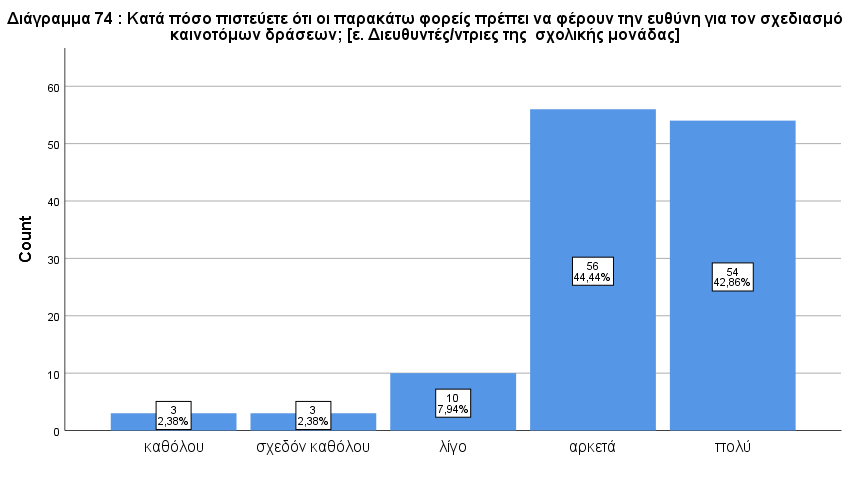 Διάγραμμα 74 : Κατά πόσο πιστεύετε ότι οι παρακάτω φορείς πρέπει να φέρουν την ευθύνη για τον σχεδιασμό
καινοτόμων δράσεων; [ε. Διευθυντές/ντριες της  σχολικής μονάδας]
Count
60
50
40
30
20
10
0
3
2,38%
3
2,38%
10
7,94%
56
44,44%
54
42,86%
καθόλου
σχεδόν καθόλου
λίγο
αρκετά
πολύ